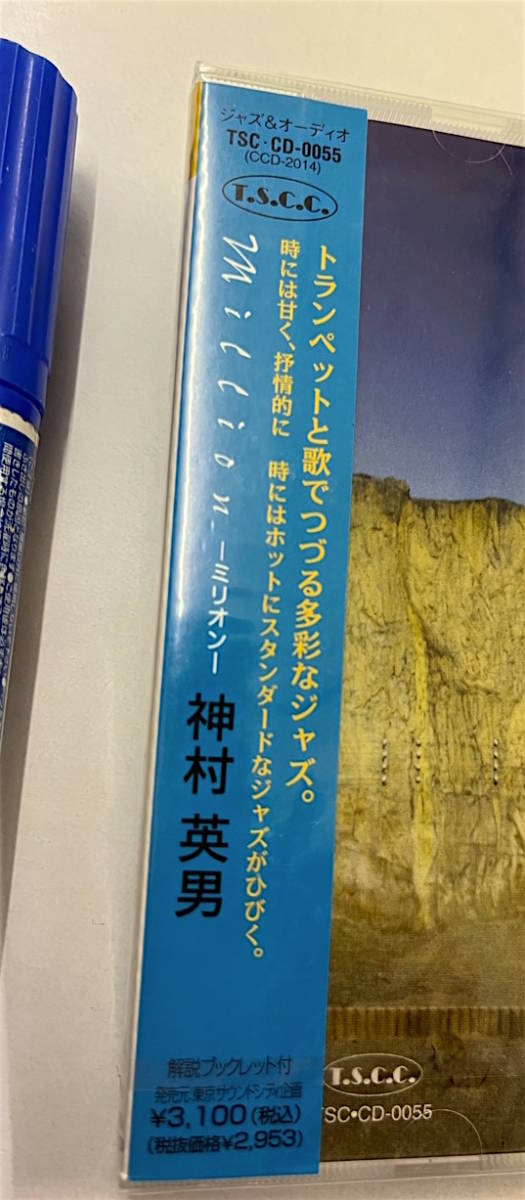 ジャズ&オーディオ
TSC・CD-0055
(CCD-2014)
T.S.C.C.
トランペットと歌でつづる多彩なジャズ。
時には甘く、抒情的に 時にはホットにスタンダードなジャズがひびく。
Million ーミリオンー
神村 英男
解説ブックレット付
発売元:東京サウンドシティ企画
¥3,100(税込)
(税抜価格¥2,953)
T.S.C.C.
TSC•CD-0055